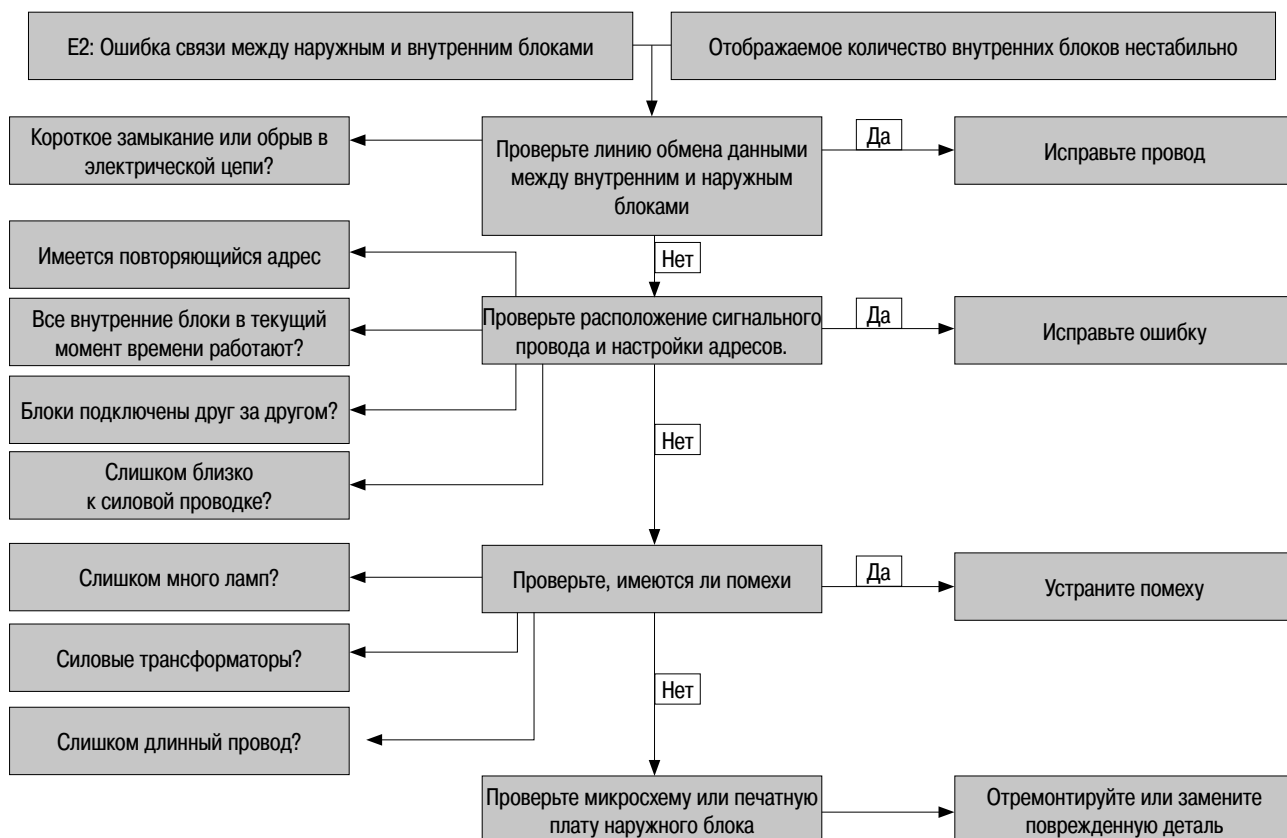 E2: Ошибка связи между наружным и внутренним блоками
Отображаемое количество внутренних блоков нестабильно
Короткое замыкание или обрыв в
электрической цепи?
Проверьте линию обмена данными
между внутренним и наружным
блоками
Да
Исправьте провод
Имеется повторяющийся адрес
Нет
Все внутренние блоки в текущий
момент времени работают?
Проверьте расположение сигнального
провода и настройки адресов.
Да
Исправьте ошибку
Блоки подключены друг за другом?
Нет
Слишком близко
к силовой проводке?
Слишком много ламп?
Проверьте, имеются ли помехи
Да
Устраните помеху
Силовые трансформаторы?
Нет
Слишком длинный провод?
Проверьте микросхему или печатную
плату наружного блока
Отремонтируйте или замените
поврежденную деталь